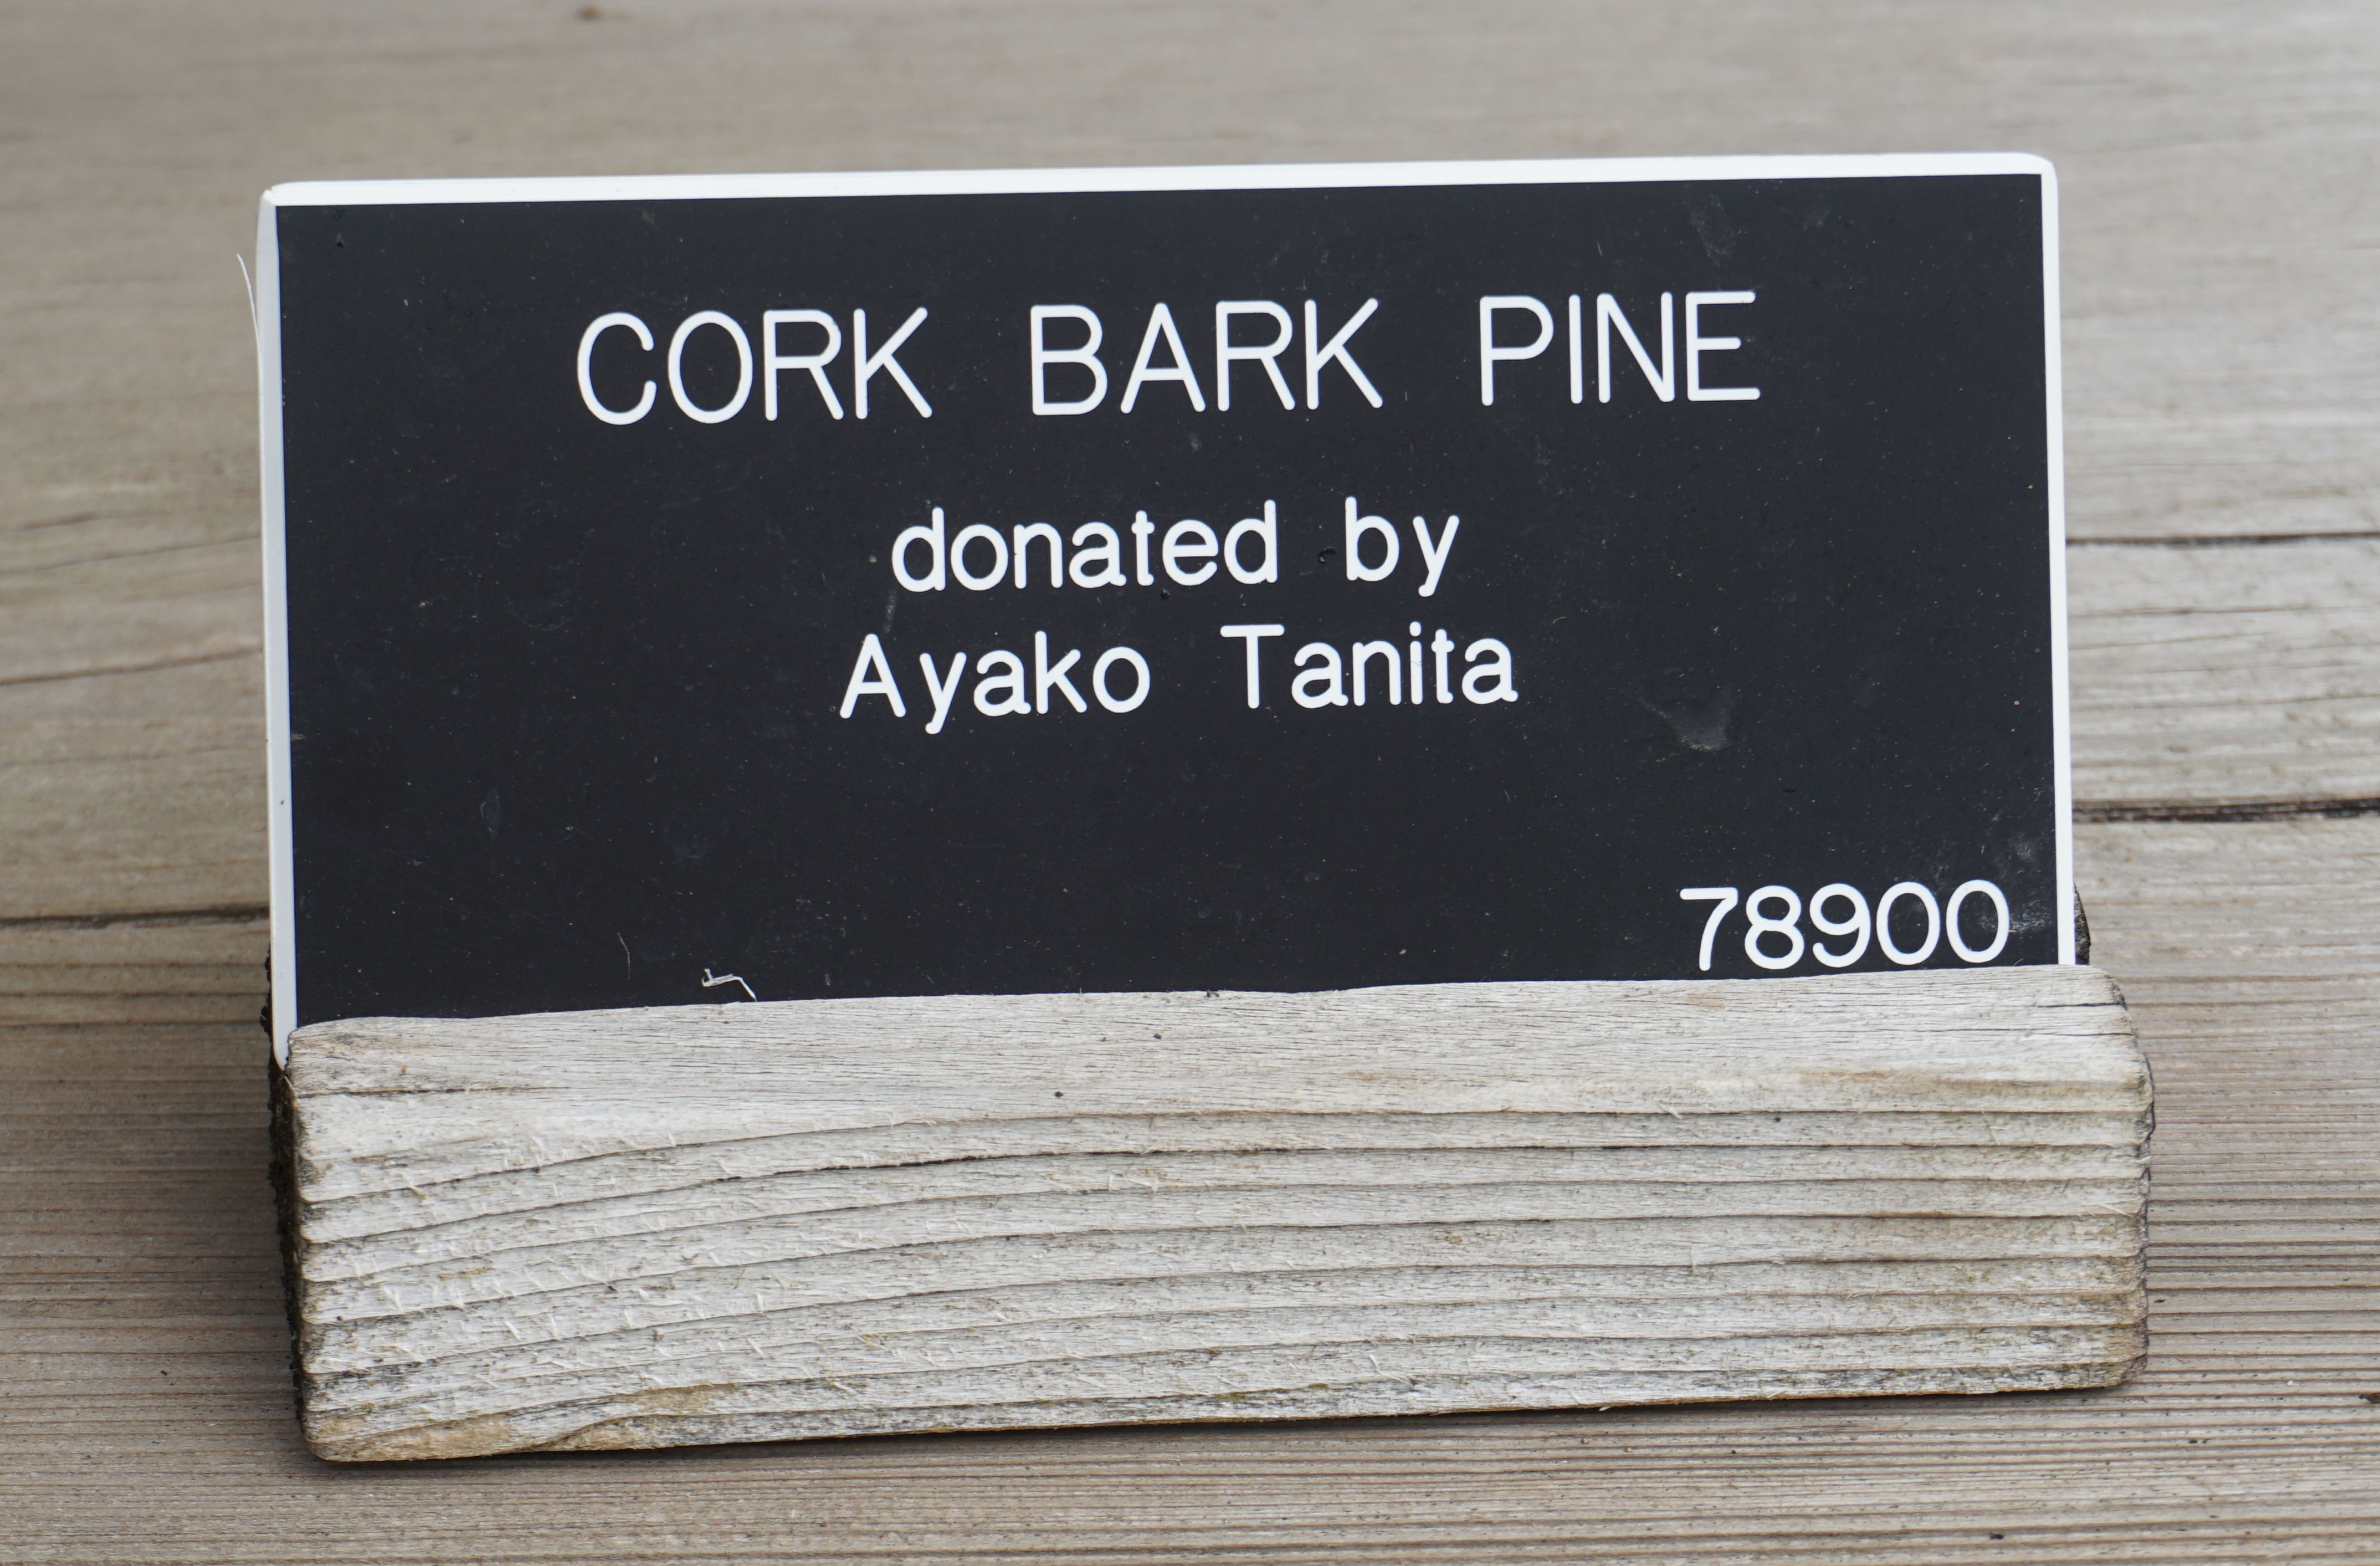 CORK BARK PINE
donated by
Ayako Tanita
78900